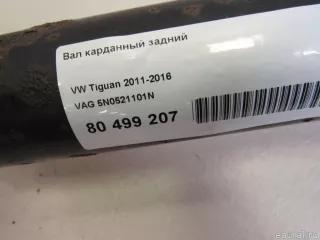 Вал карданный задний
VW Tiguan 2011-2016
VAG 5N0521101N
80 499 207